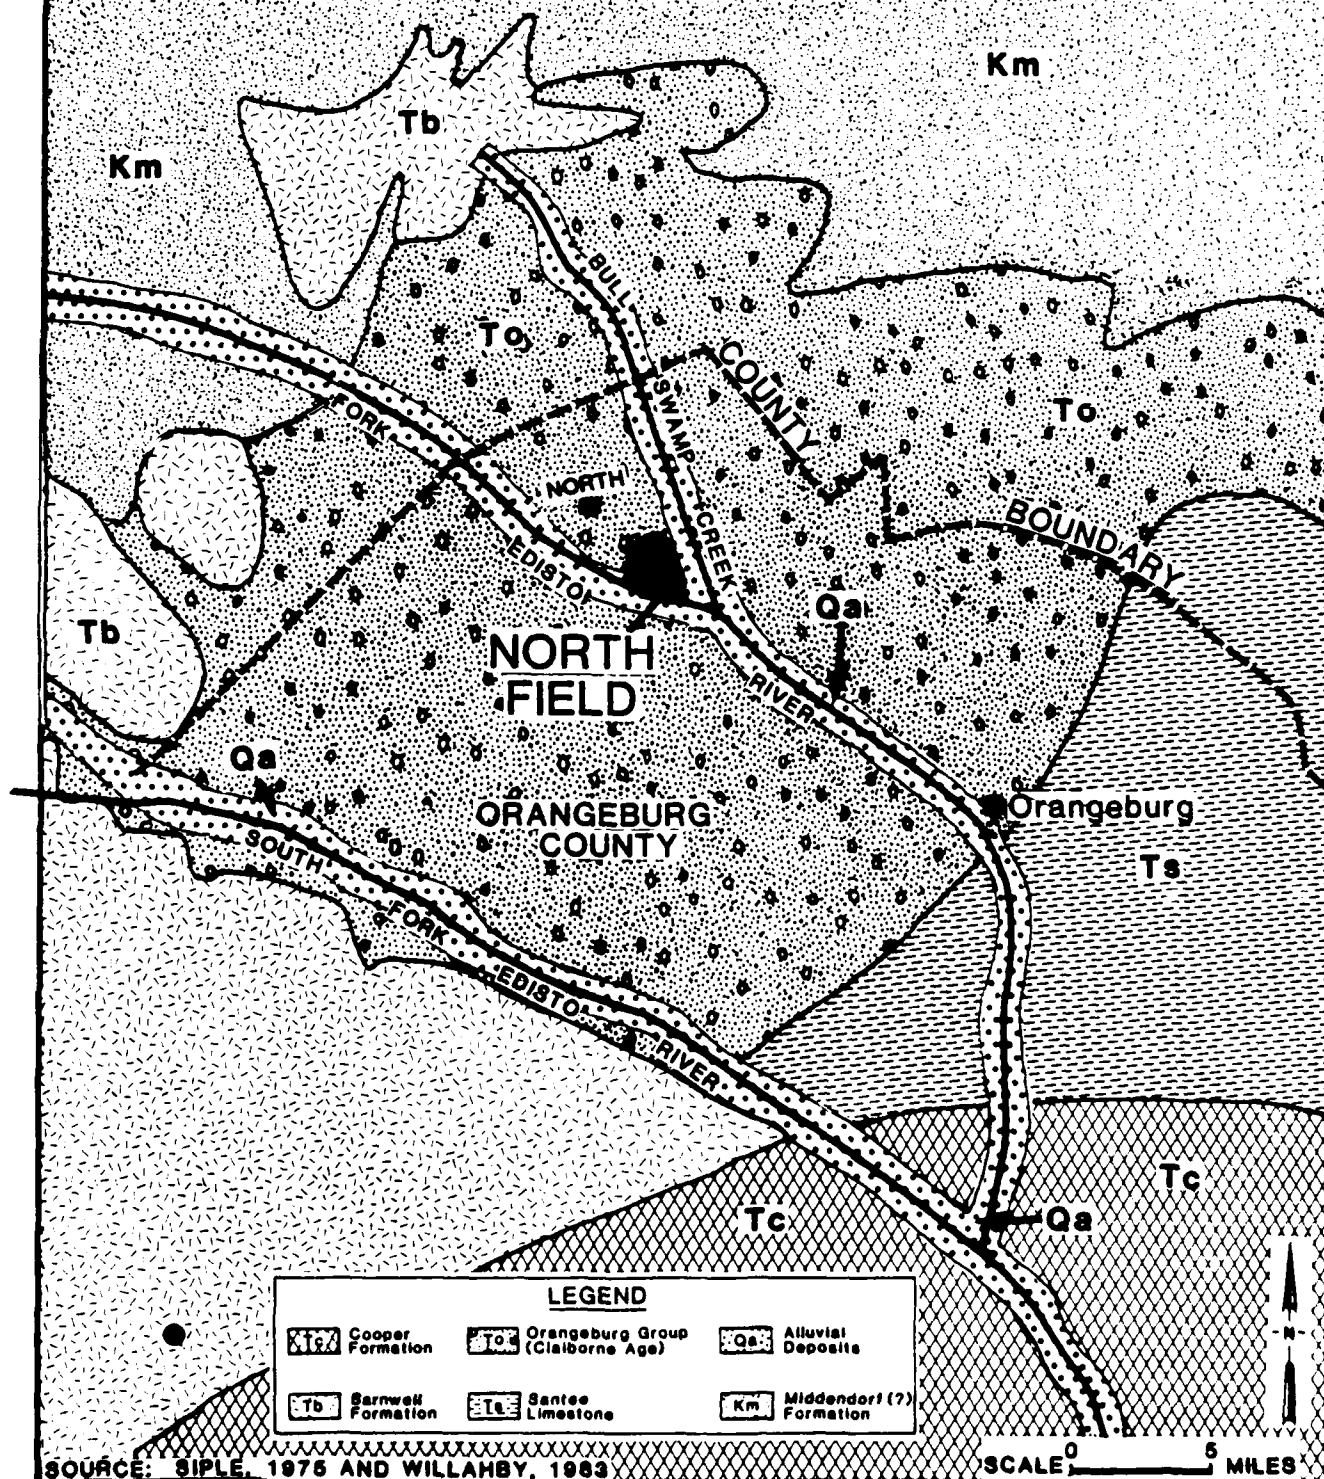 Km
Tb
Km
BULL
SWAMP
CREEK
To
COUNTY
BOUNDARY
To
FORK
NORTH
EDISTO
RIVER
Qa
Tb
NORTH
FIELD
Qa
ORANGEBURG
COUNTY
Orangeburg
Ts
SOUTH
FORK
EDISTO
RIVER
Tc
Tc
Qa
LEGEND
Tc Cooper
Formation
To Orangeburg Group
(Claiborne Age)
Qa Alluvial
Deposits
Tb Barnwell
Formation
Ts Santee
Limestone
Km Middendorf (?)
Formation
-N-
SOURCE: SIPLE, 1975 AND WILLAHBY, 1983
SCALE 0 5 MILES